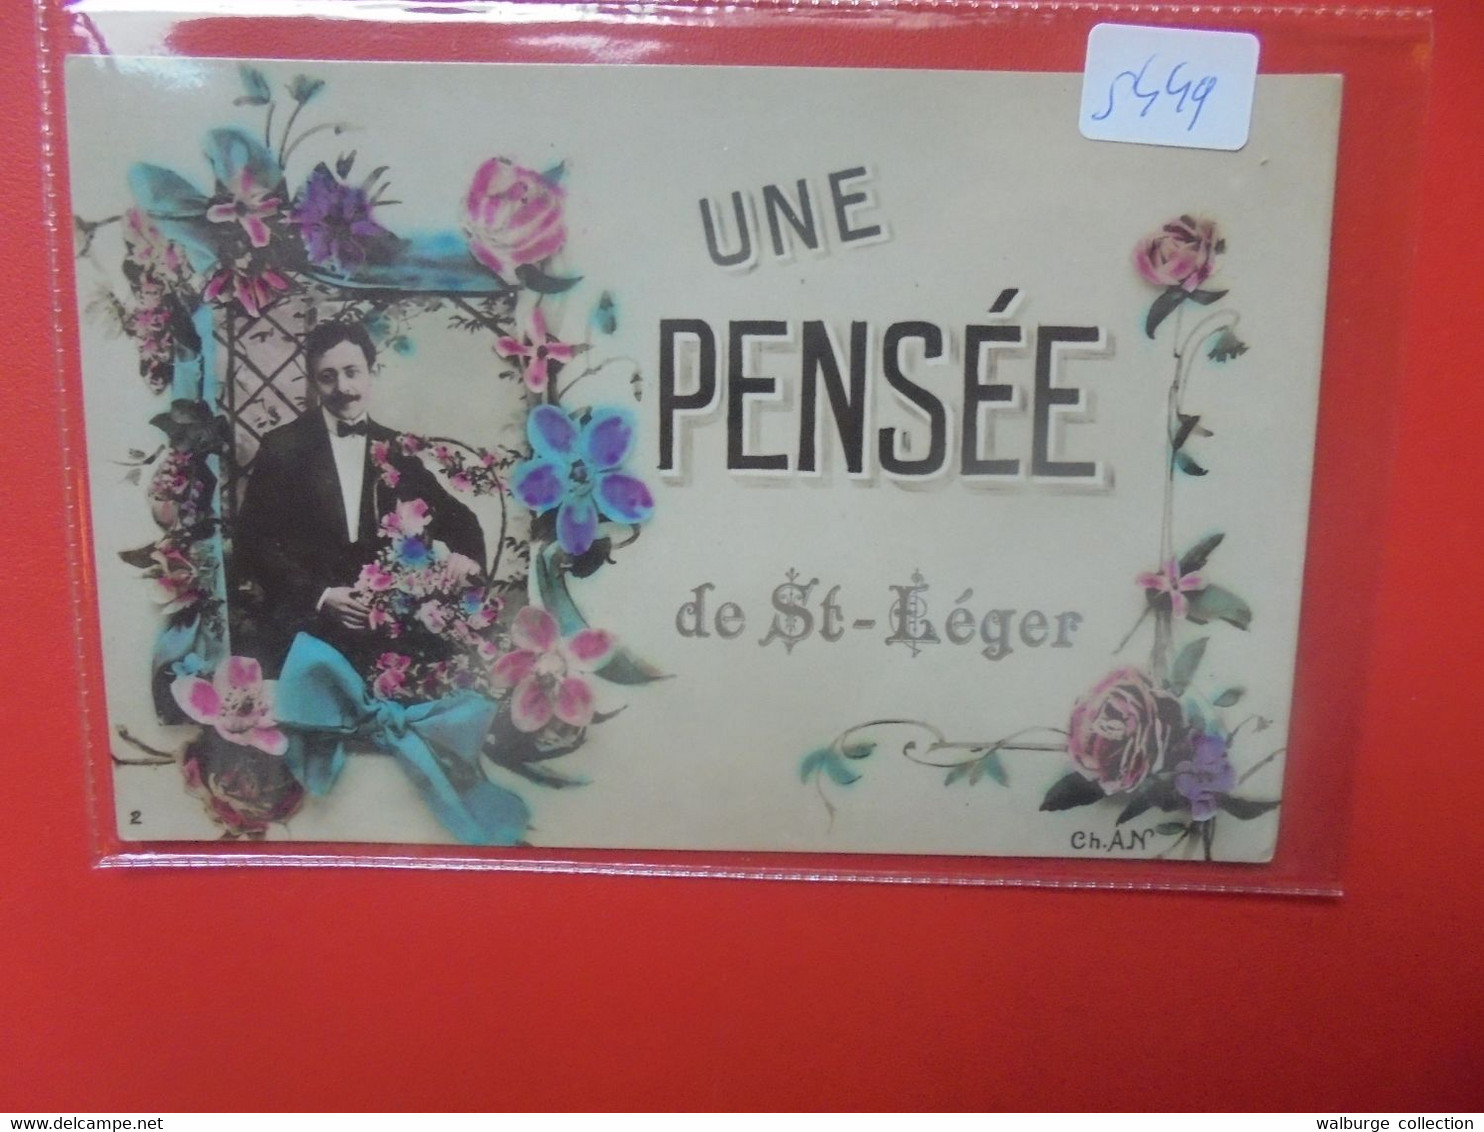 5449
UNE
PENSÉE
de St-Léger
2
Ch. AN
www.delcampe.net
walburge collection